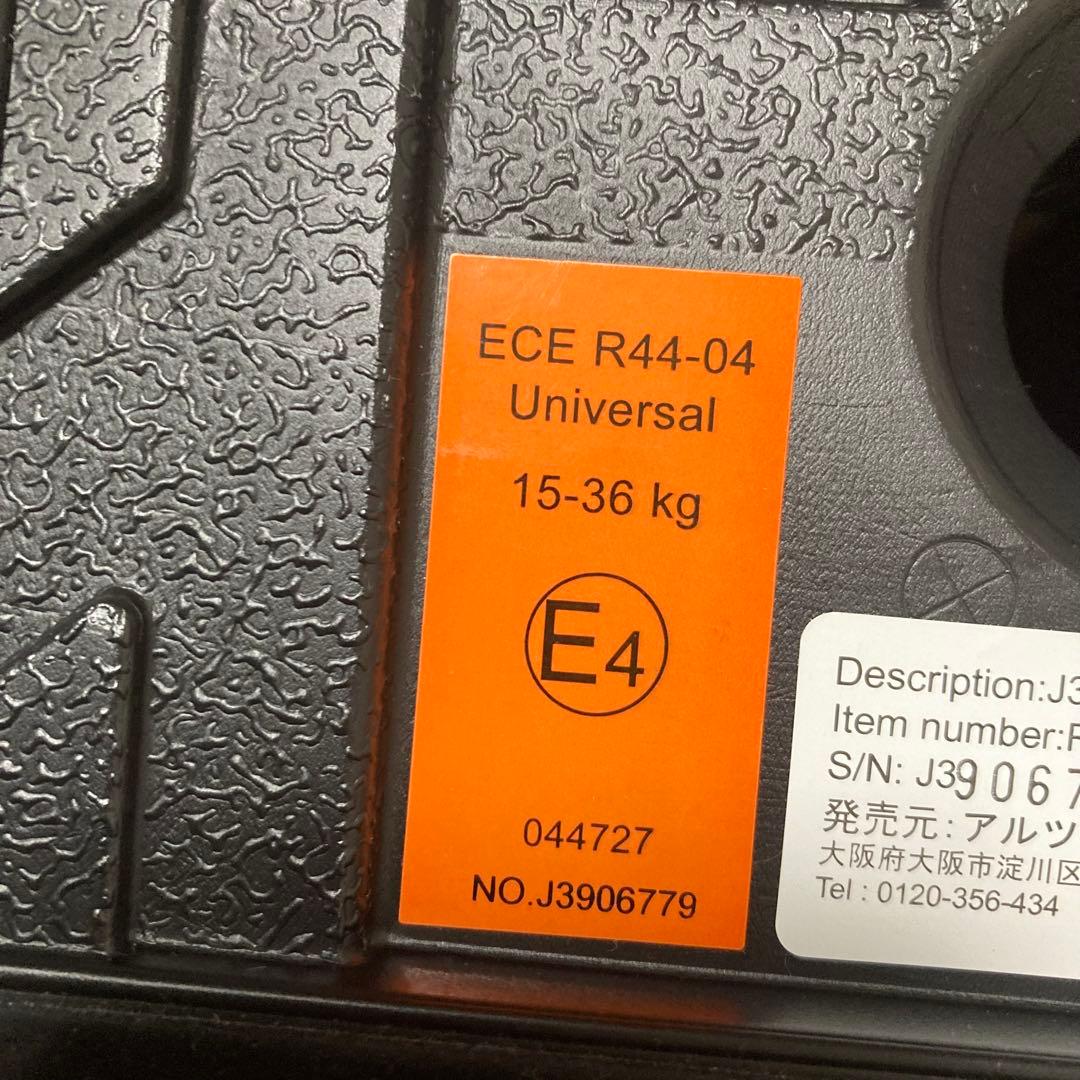 ECE R44-04
Universal
15-36 kg
E4
044727
NO.J3906779
Description:J3
Item number:
S/N: J39067
発売元:アルツ
大阪府大阪市淀川区
Tel : 0120-356-434